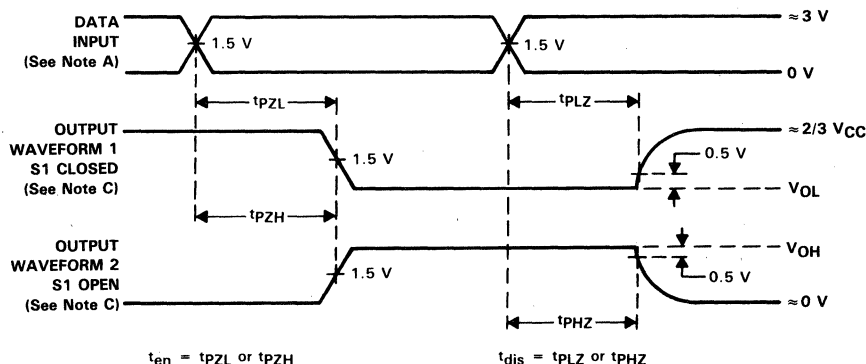 DATA
INPUT
(See Note A)
1.5 V
1.5 V
≈3 V
0 V
tPZL
tPLZ
OUTPUT
WAVEFORM 1
S1 CLOSED
(See Note C)
1.5 V
≈2/3 VCC
0.5 V
VOL
tPZH
OUTPUT
WAVEFORM 2
S1 OPEN
(See Note C)
1.5 V
VOH
0.5 V
≈0 V
tPHZ
ten = tPZL or tPZH
tdis = tPLZ or tPHZ